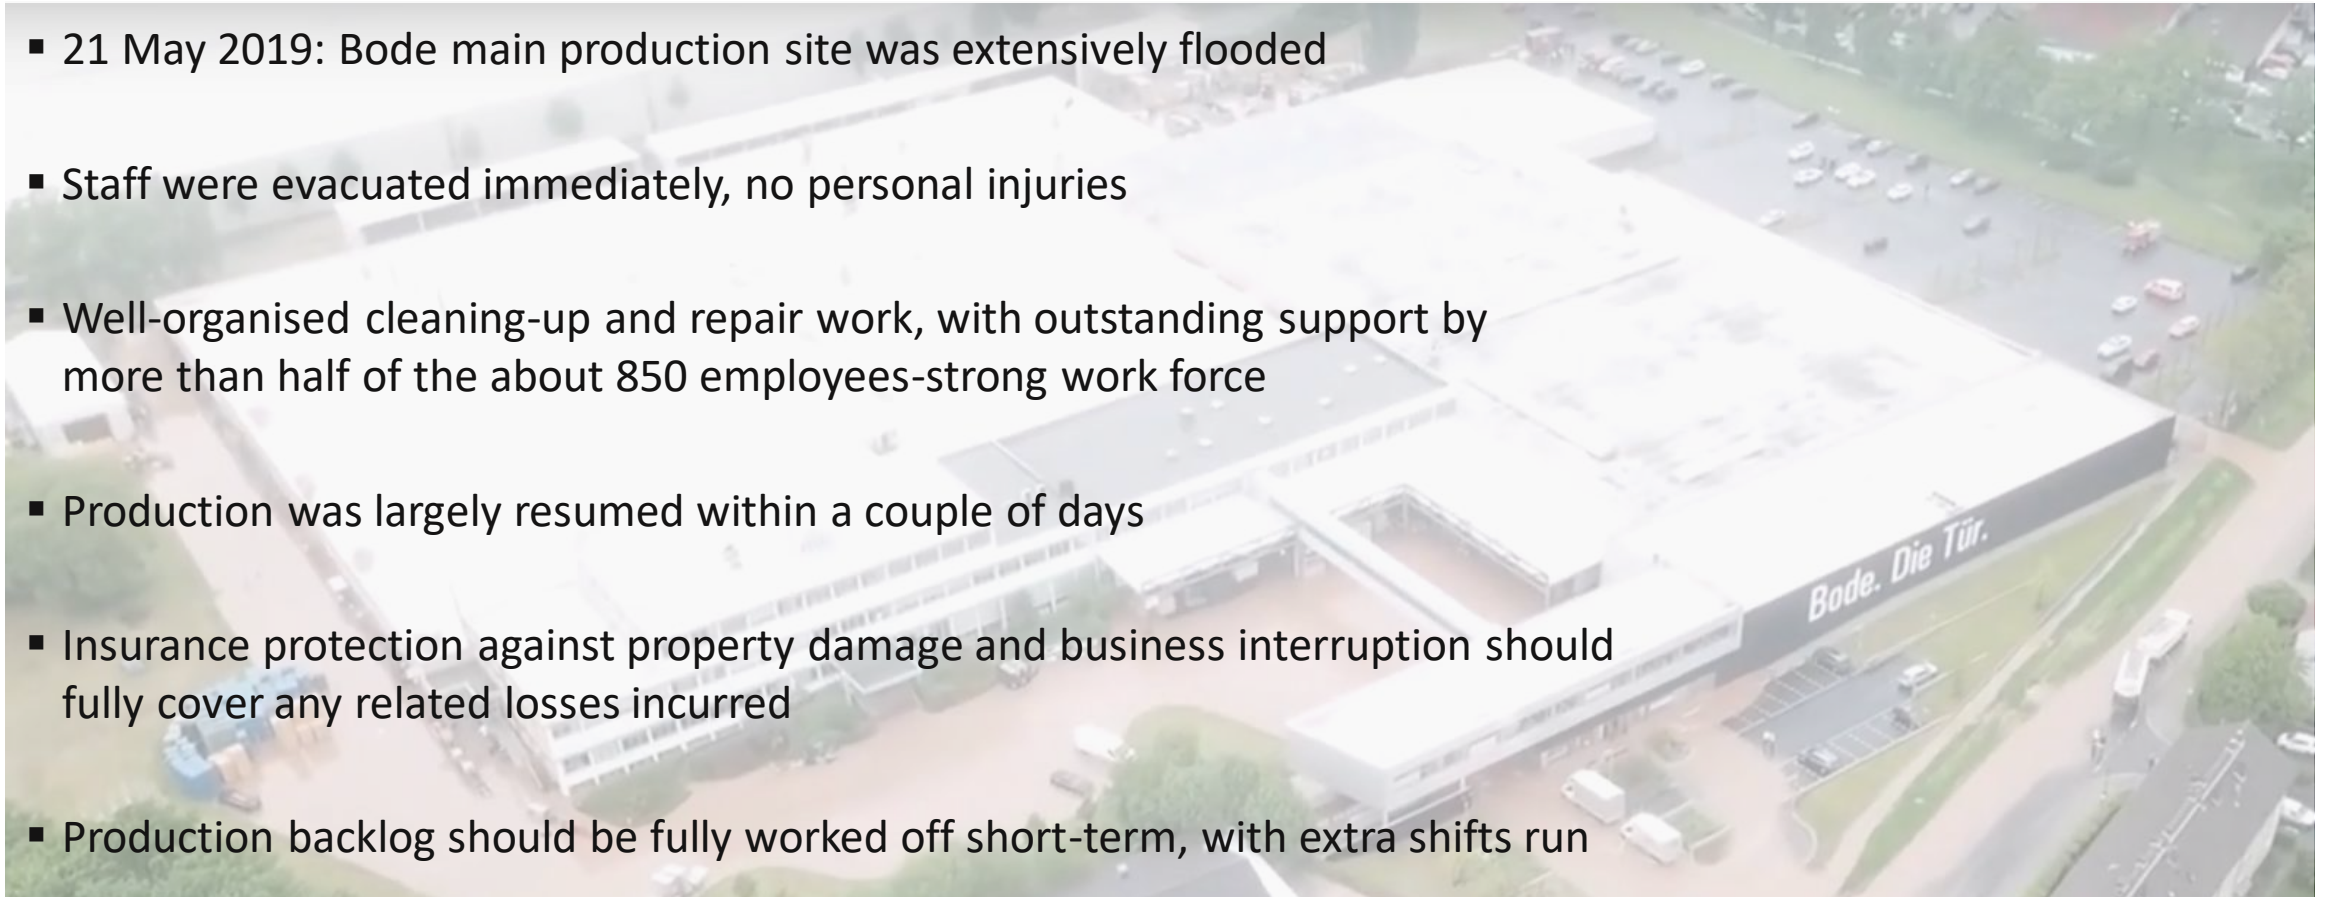 ▪ 21 May 2019: Bode main production site was extensively flooded
▪ Staff were evacuated immediately, no personal injuries
▪ Well-organised cleaning-up and repair work, with outstanding support by
more than half of the about 850 employees-strong work force
▪ Production was largely resumed within a couple of days
Bode. Die Tür.
▪ Insurance protection against property damage and business interruption should
fully cover any related losses incurred
▪ Production backlog should be fully worked off short-term, with extra shifts run